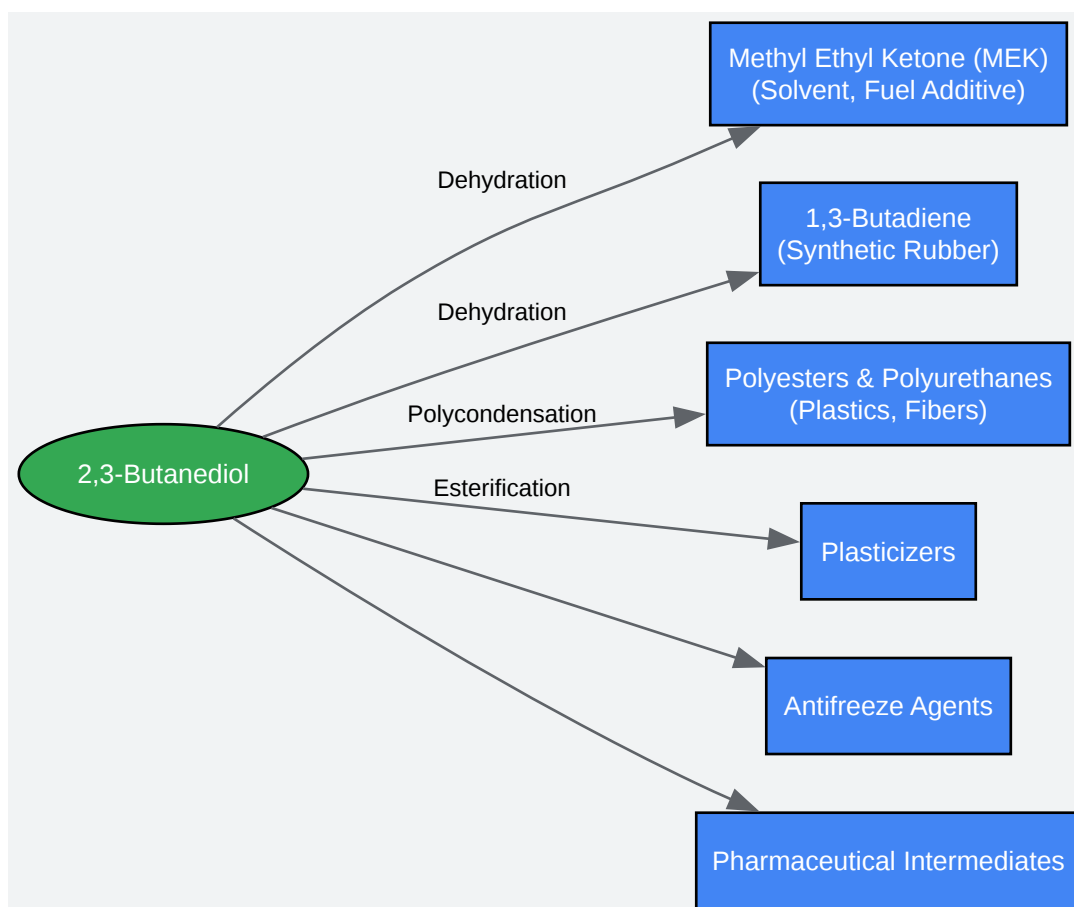 Methyl Ethyl Ketone (MEK)
(Solvent, Fuel Additive)
Dehydration
1,3-Butadiene
(Synthetic Rubber)
Dehydration
Polyesters & Polyurethanes
(Plastics, Fibers)
Polycondensation
2,3-Butanediol
Esterification
Plasticizers
Antifreeze Agents
Pharmaceutical Intermediates